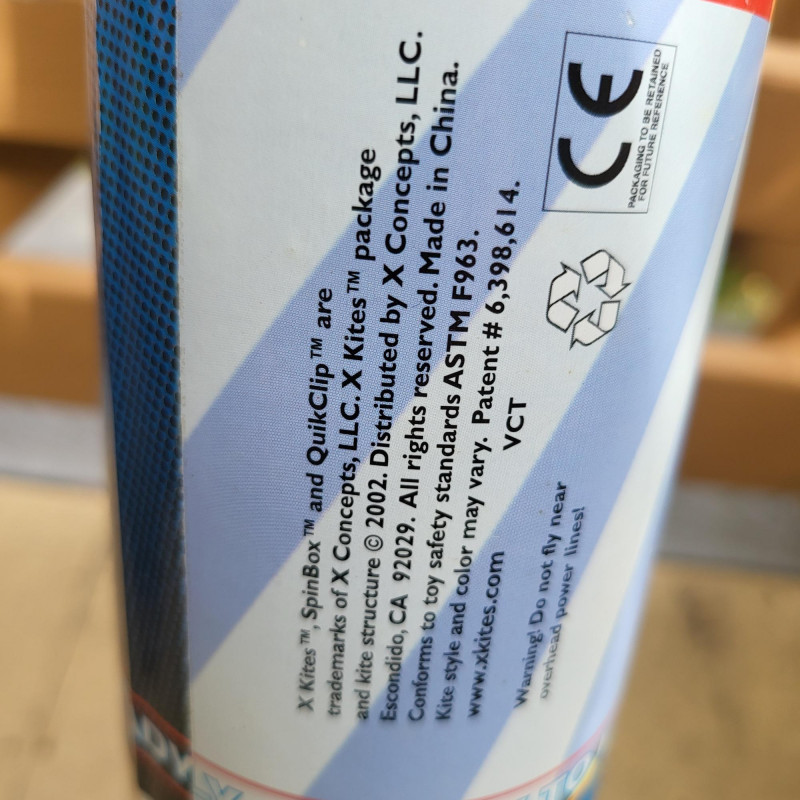 X Kites™, SpinBox™ and QuikClip™ are
trademarks of X Concepts, LLC. X Kites™ package
and kite structure © 2002. Distributed by X Concepts, LLC.
Escondido, CA 92029. All rights reserved. Made in China.
Conforms to toy safety standards ASTM F963.
Kite style and color may vary. Patent # 6,398,614.
www.xkites.com VCT
Warning! Do not fly near
overhead power lines!
CE
PACKAGING TO BE RETAINED
FOR FUTURE REFERENCE